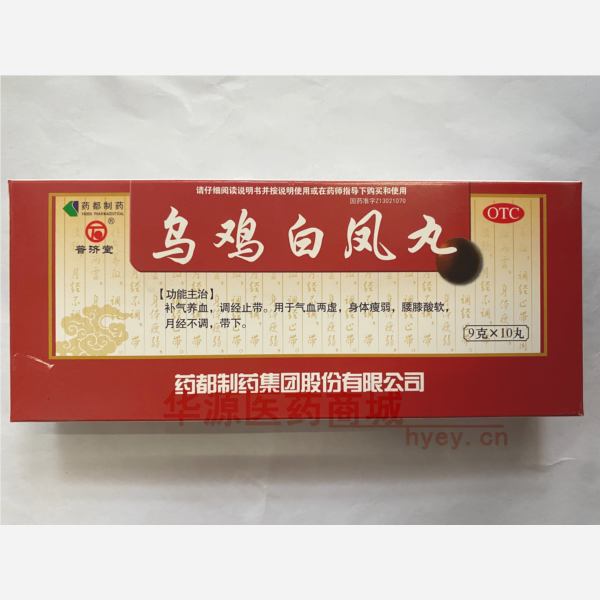 请仔细阅读说明书并按说明使用或在药师指导下购买和使用
国药准字Z13021070
药都制药
YAODU PHARMACEUTICAL
®
普济堂
乌鸡白凤丸
OTC
【功能主治】
补气养血,调经止带。用于气血两虚,身体瘦弱,腰膝酸软,
月经不调,带下。
9克×10丸
药都制药集团股份有限公司
华源医药商城
hyey.cn